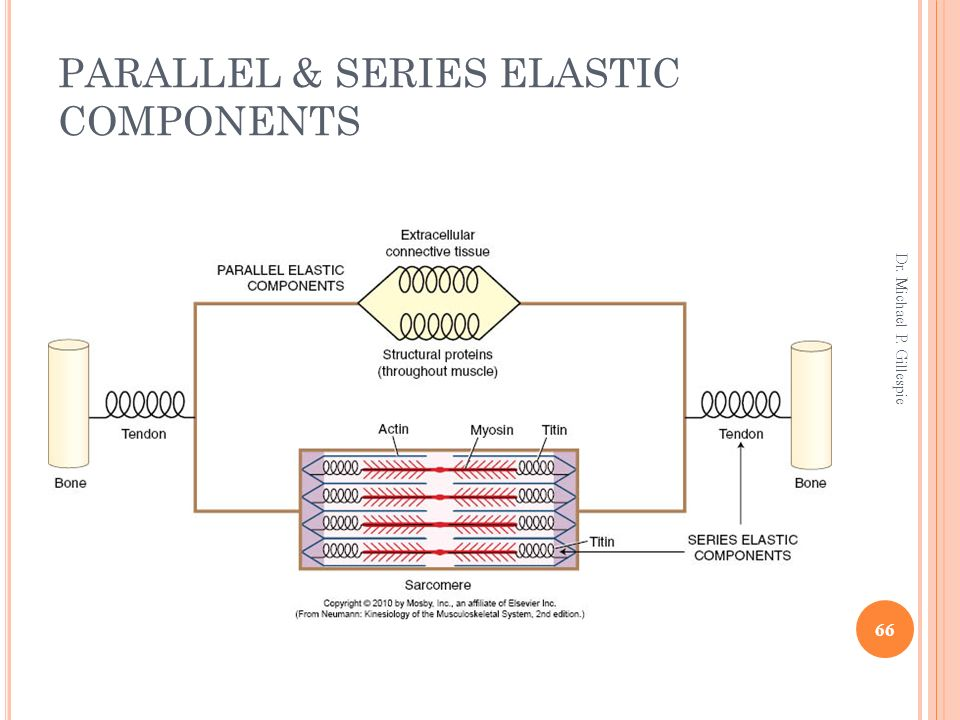 PARALLEL & SERIES ELASTIC
COMPONENTS
Extracellular
connective tissue
PARALLEL ELASTIC
COMPONENTS
Structural proteins
(throughout muscle)
Tendon
Tendon
Bone
Bone
Actin
Myosin
Titin
Titin
SERIES ELASTIC
COMPONENTS
Sarcomere
Copyright © 2010 by Mosby, Inc., an affiliate of Elsevier Inc.
(From Neumann: Kinesiology of the Musculoskeletal System, 2nd edition.)
Dr. Michael P. Gillespie
66